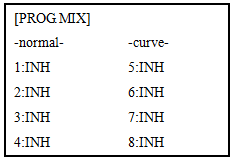 [PROG.MIX]
-normal- -curve-
1:INH 5:INH
2:INH 6:INH
3:INH 7:INH
4:INH 8:INH